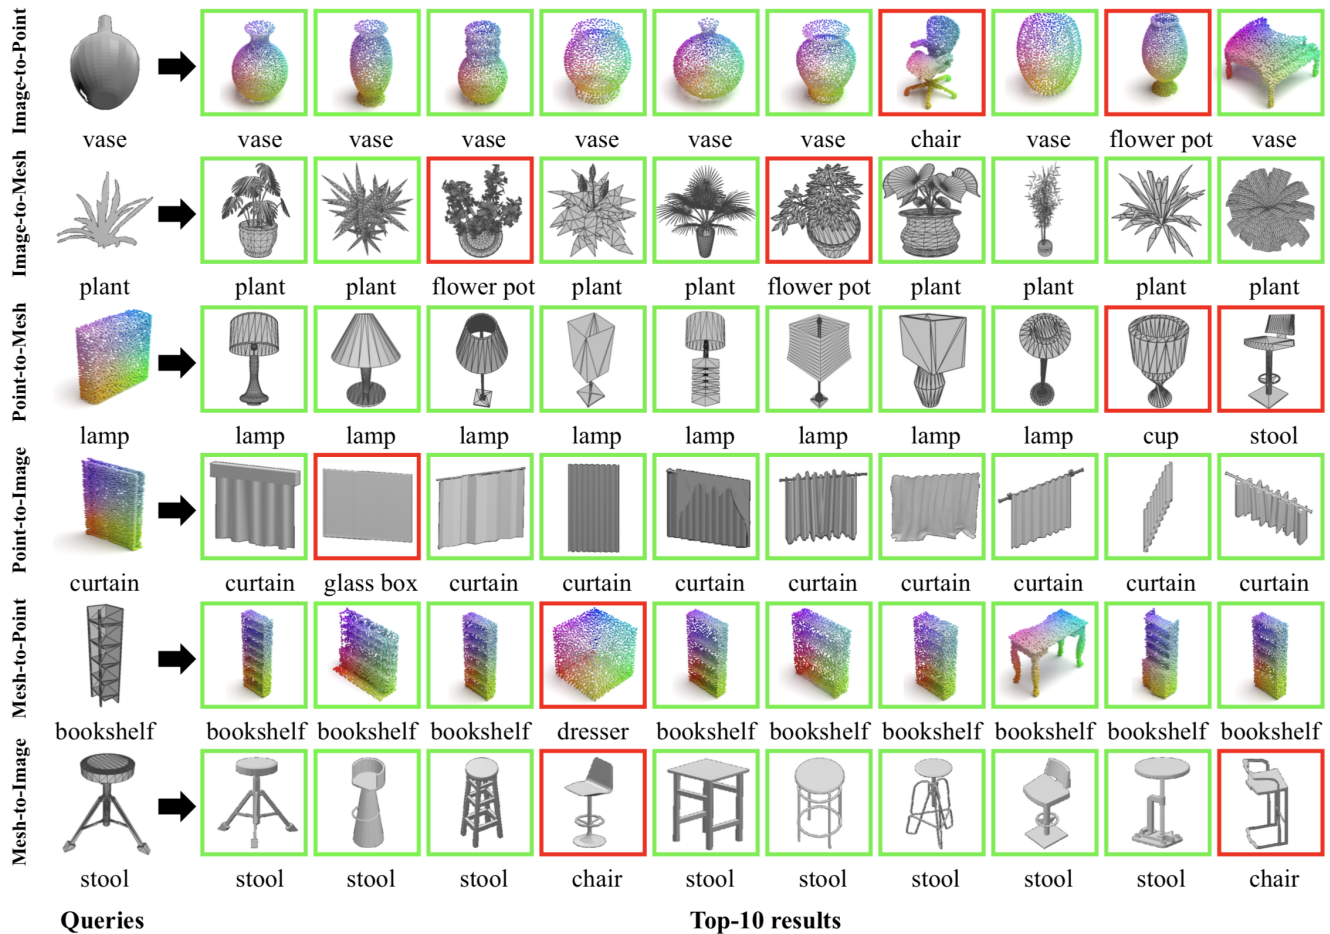 Image-to-Point
vase vase vase vase vase vase vase chair vase flower pot vase
Image-to-Mesh
plant plant plant flower pot plant plant flower pot plant plant plant plant
Point-to-Mesh
lamp lamp lamp lamp lamp lamp lamp lamp lamp cup stool
Point-to-Image
curtain curtain glass box curtain curtain curtain curtain curtain curtain curtain curtain
Mesh-to-Point
bookshelf bookshelf bookshelf bookshelf dresser bookshelf bookshelf bookshelf bookshelf bookshelf bookshelf
Mesh-to-Image
stool stool stool stool chair stool stool stool stool stool chair
Queries Top-10 results